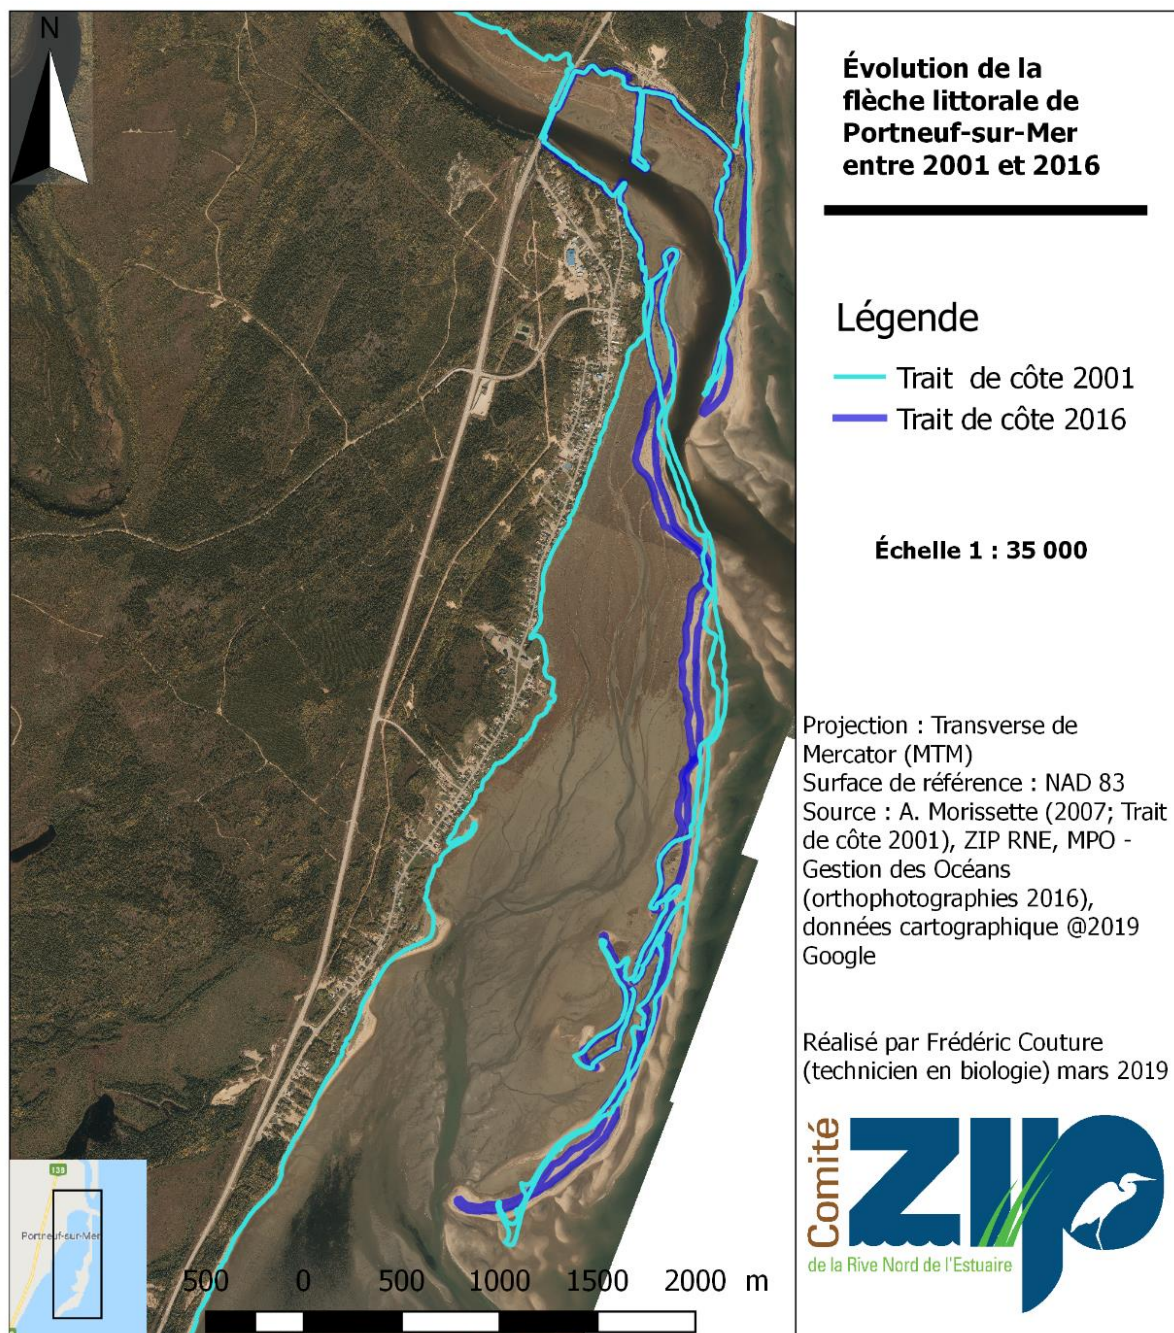 N
Évolution de la
flèche littorale de
Portneuf-sur-Mer
entre 2001 et 2016
Légende
Trait de côte 2001
Trait de côte 2016
Échelle 1 : 35 000
Projection : Transverse de
Mercator (MTM)
Surface de référence : NAD 83
Source : A. Morissette (2007; Trait
de côte 2001), ZIP RNE, MPO -
Gestion des Océans
(orthophotographies 2016),
données cartographique @2019
Google
Réalisé par Frédéric Couture
(technicien en biologie) mars 2019
Comité
ZIP
de la Rive Nord de l'Estuaire
138
Portneuf-sur-Mer
500 0 500 1000 1500 2000 m